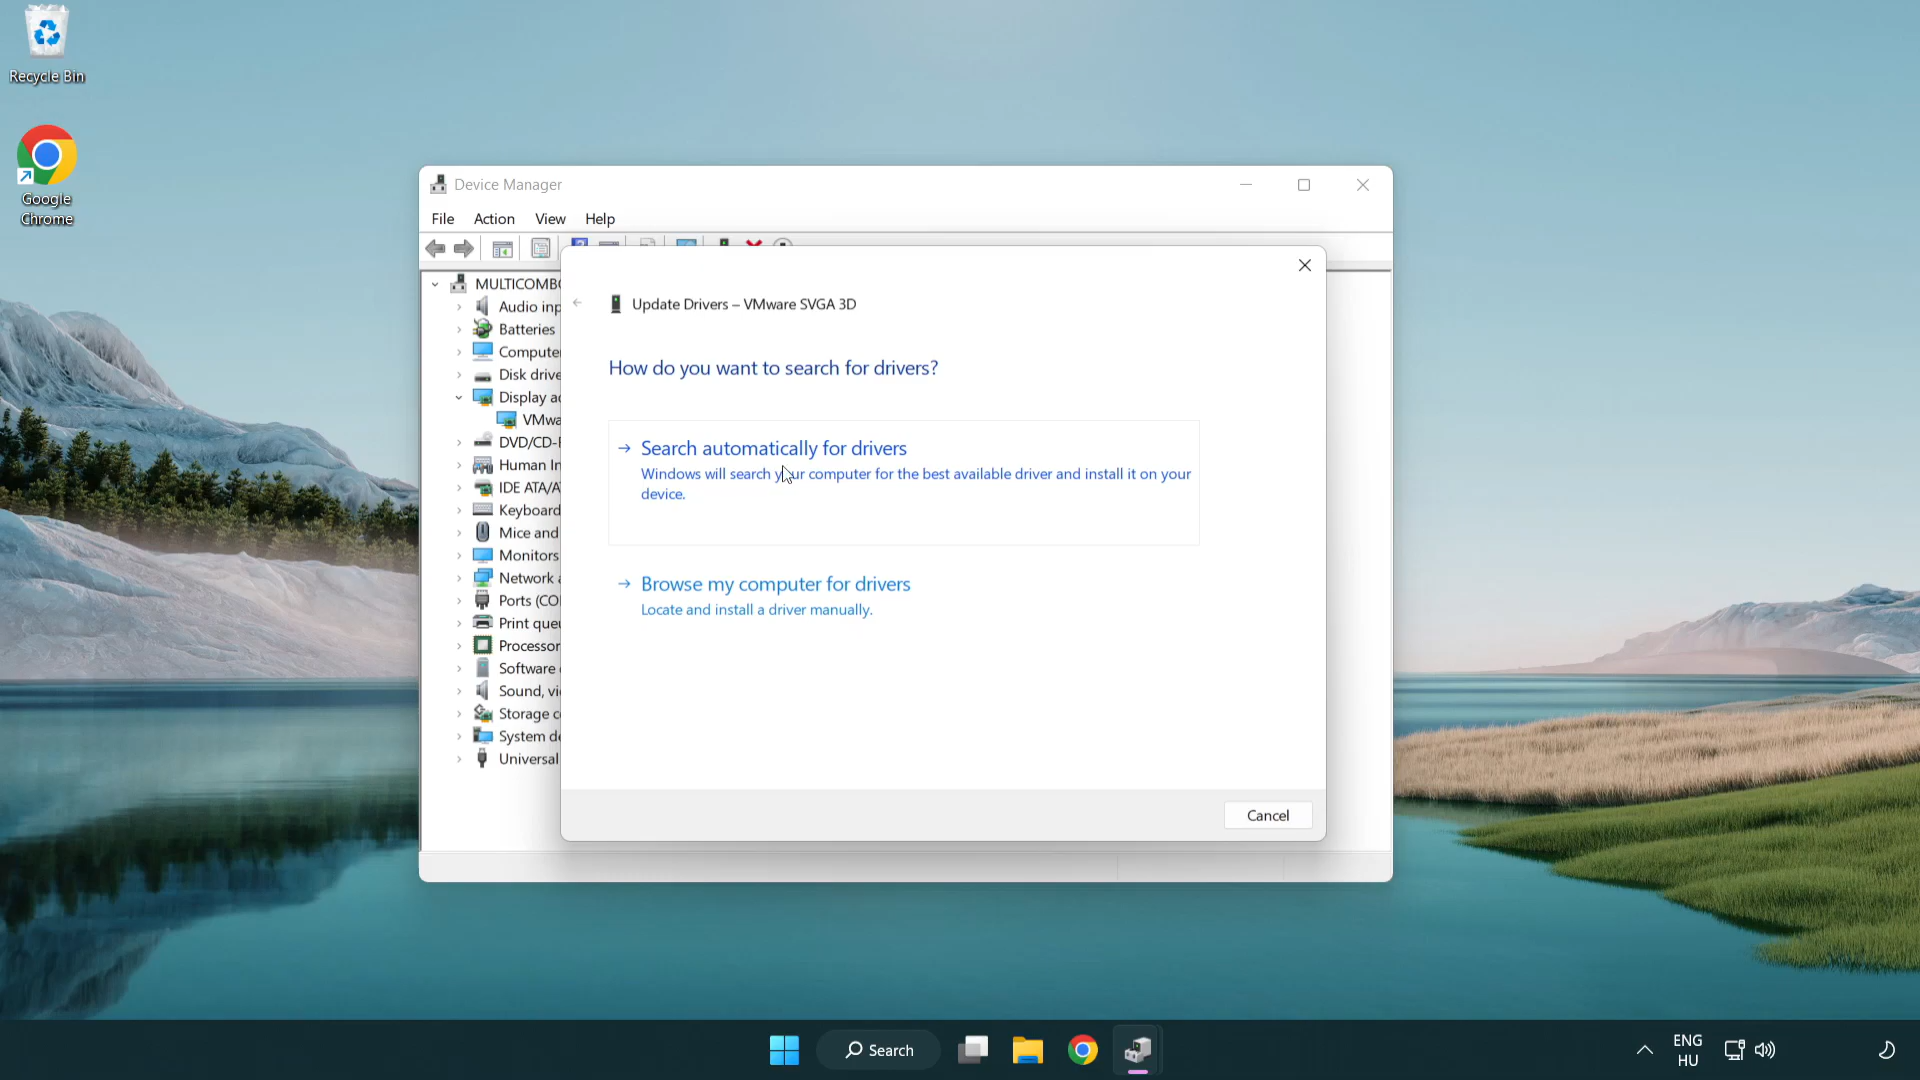 Recycle Bin
Google
Chrome
Device Manager
File Action View Help
MULTICOMB
Audio inp
Batteries
Compute
Disk drive
Display a
VMwa
DVD/CD-
Human In
IDE ATA/A
Keyboard
Mice and
Monitors
Network a
Ports (CO
Print que
Processor
Software
Sound, vi
Storage c
System de
Universal
Update Drivers – VMware SVGA 3D
How do you want to search for drivers?
Search automatically for drivers
Windows will search your computer for the best available driver and install it on your
device.
Browse my computer for drivers
Locate and install a driver manually.
Cancel
Search
ENG
HU